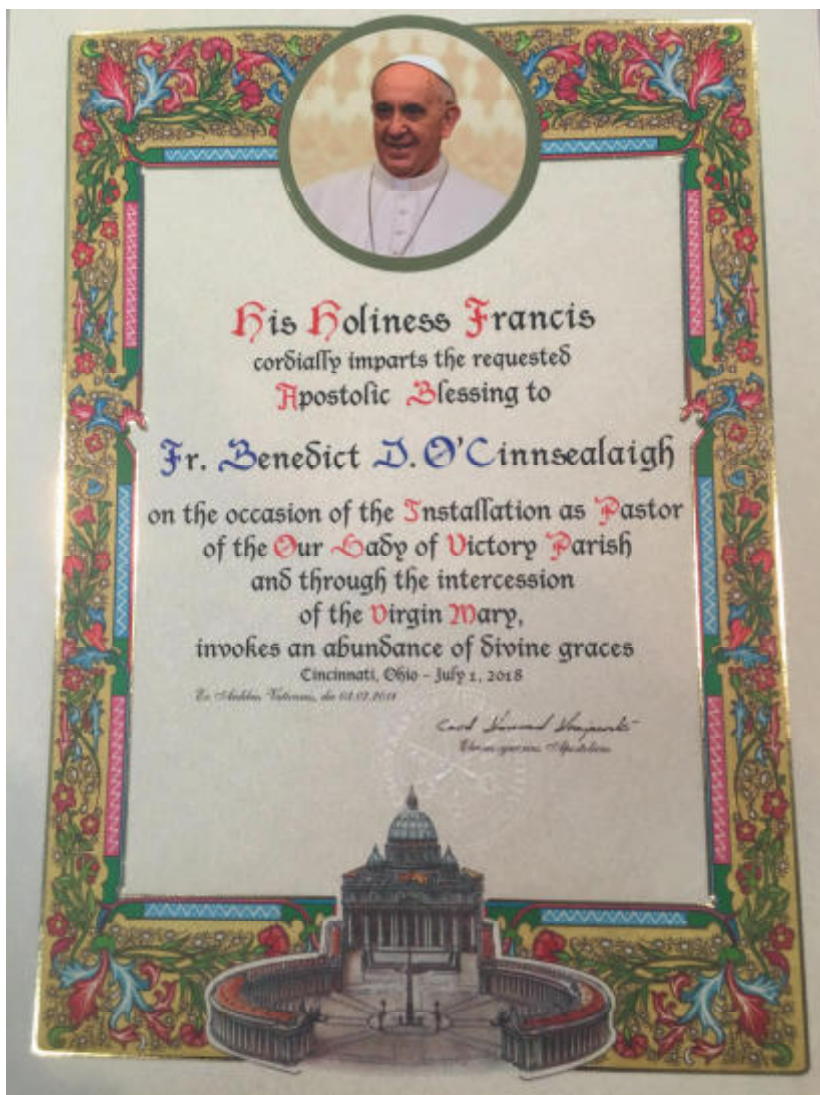 His Holiness Francis
cordially imparts the requested
Apostolic Blessing to
Fr. Benedict D. O'Cinnsealaigh
on the occasion of the Installation as Pastor
of the Our Lady of Victory Parish
and through the intercession
of the Virgin Mary,
invokes an abundance of divine graces
Cincinnati, Ohio - July 1, 2018
Ex Aedibus Vaticanis, die